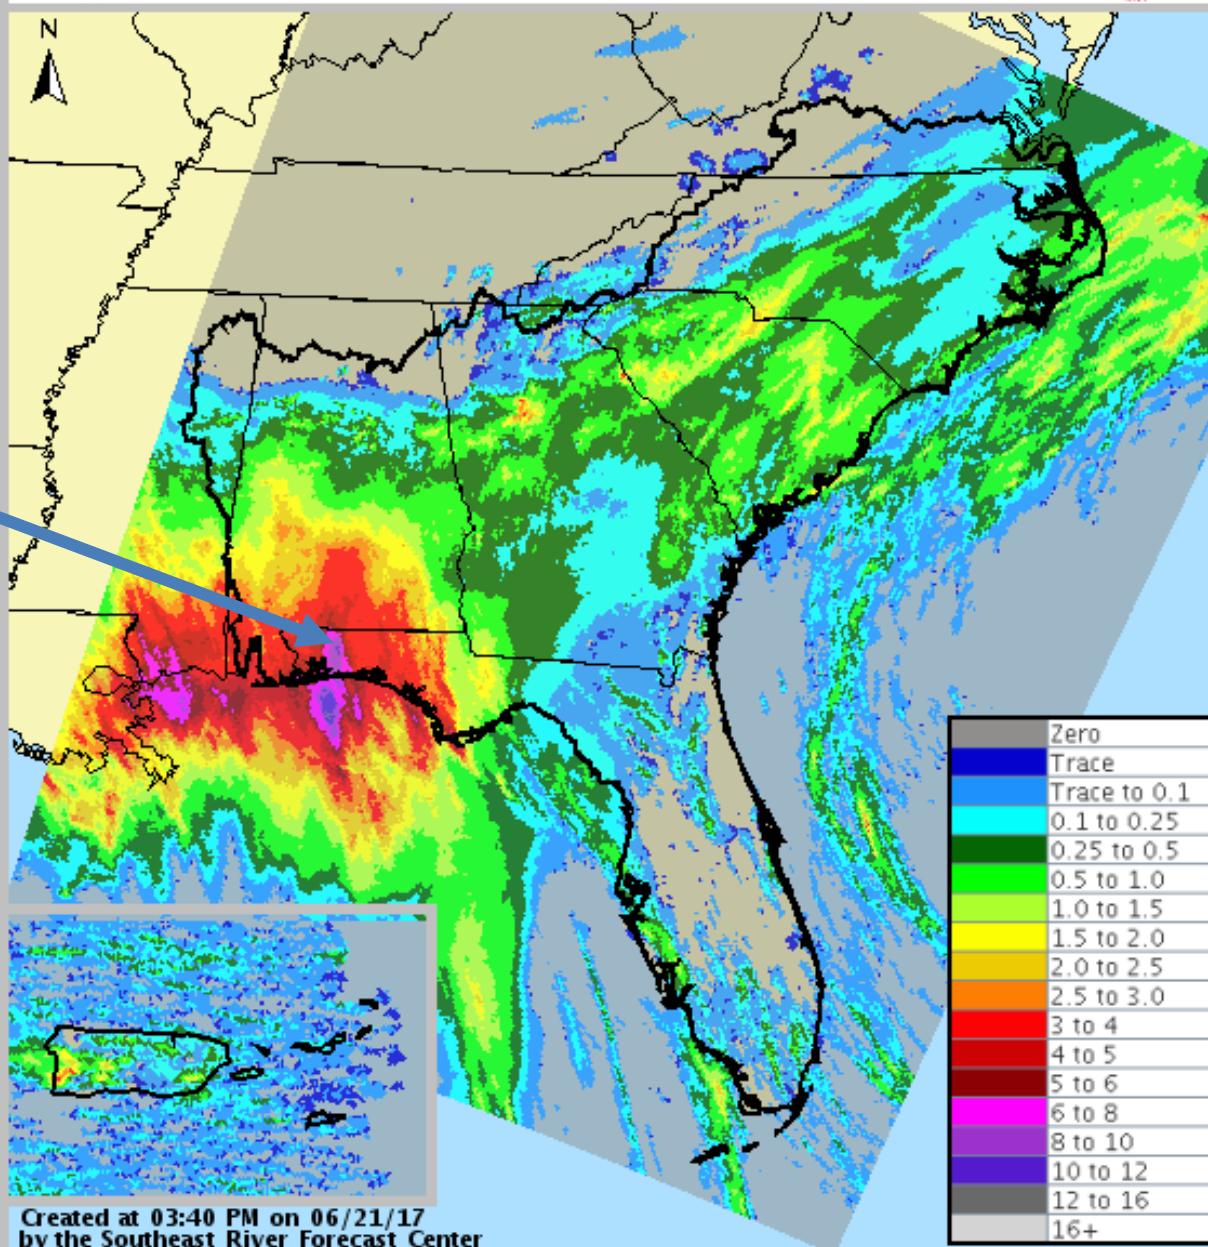 N
Zero
Trace
Trace to 0.1
0.1 to 0.25
0.25 to 0.5
0.5 to 1.0
1.0 to 1.5
1.5 to 2.0
2.0 to 2.5
2.5 to 3.0
3 to 4
4 to 5
5 to 6
6 to 8
8 to 10
10 to 12
12 to 16
16+
Created at 03:40 PM on 06/21/17
by the Southeast River Forecast Center